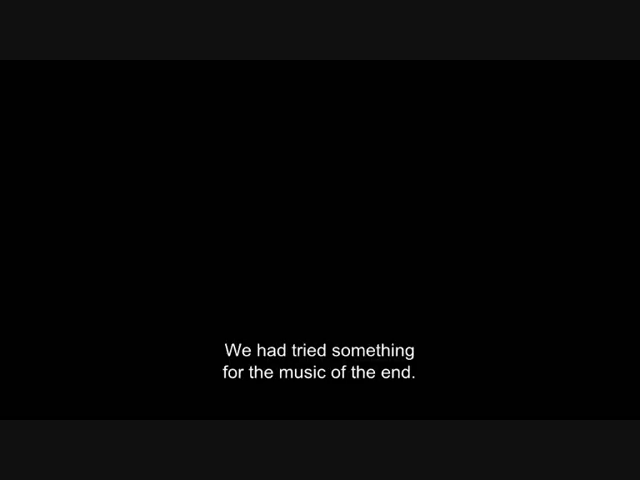 We had tried something
for the music of the end.